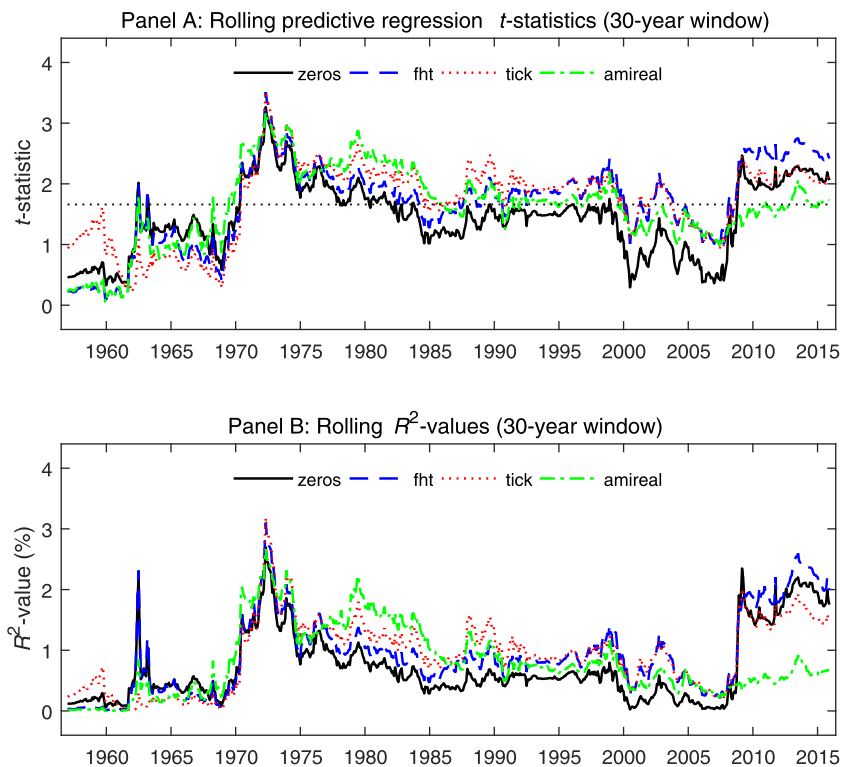 Panel A: Rolling predictive regression t-statistics (30-year window)
4
3
2
1
0
t-statistic
zeros fht tick amireal
1960 1965 1970 1975 1980 1985 1990 1995 2000 2005 2010 2015
Panel B: Rolling R2-values (30-year window)
4
3
2
1
0
R2-value (%)
zeros fht tick amireal
1960 1965 1970 1975 1980 1985 1990 1995 2000 2005 2010 2015